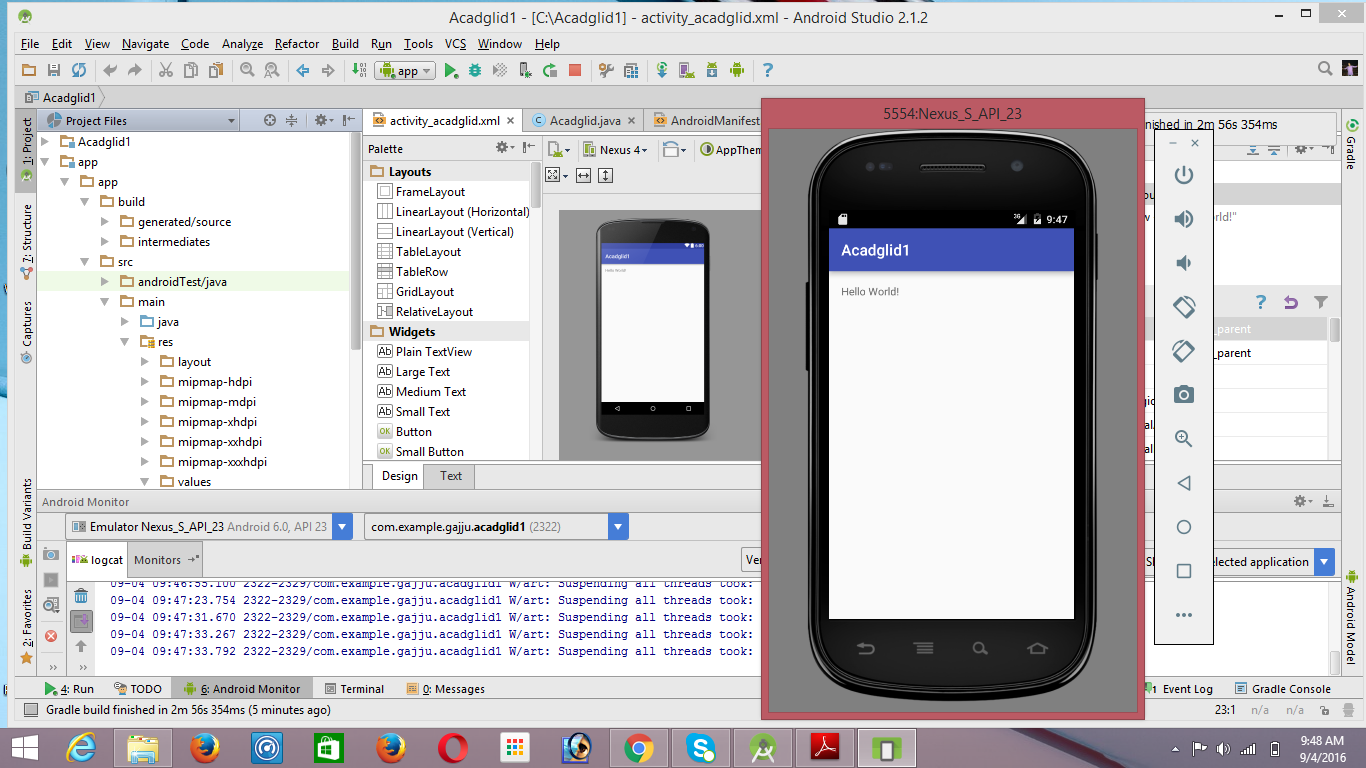 Acadglid1 - [C:\Acadglid1] - activity_acadglid.xml - Android Studio 2.1.2
File Edit View Navigate Code Analyze Refactor Build Run Tools VCS Window Help
app
Acadglid1
1: Project
7: Structure
Captures
Build Variants
2: Favorites
Project Files
Acadglid1
app
app
build
generated/source
intermediates
src
androidTest/java
main
java
res
layout
mipmap-hdpi
mipmap-mdpi
mipmap-xhdpi
mipmap-xxhdpi
mipmap-xxxhdpi
values
activity_acadglid.xml Acadglid.java AndroidManifest
Palette
Layouts
FrameLayout
LinearLayout (Horizontal)
LinearLayout (Vertical)
TableLayout
TableRow
GridLayout
RelativeLayout
Widgets
Plain TextView
Large Text
Medium Text
Small Text
Button
Small Button
Design Text
Nexus 4 AppThem
Acadglid1
Hello World!
5554:Nexus_S_API_23
3G 9:47
Acadglid1
Hello World!
nished in 2m 56s 354ms
rld!"
_parent
_parent
Gradle
Android Model
Android Monitor
Emulator Nexus_S_API_23 Android 6.0, API 23 com.example.gajju.acadglid1 (2322)
logcat Monitors Ver elected application
09-04 09:46:55.100 2322-2329/com.example.gajju.acadglid1 W/art: Suspending all threads took:
09-04 09:47:23.754 2322-2329/com.example.gajju.acadglid1 W/art: Suspending all threads took:
09-04 09:47:31.670 2322-2329/com.example.gajju.acadglid1 W/art: Suspending all threads took:
09-04 09:47:33.267 2322-2329/com.example.gajju.acadglid1 W/art: Suspending all threads took:
09-04 09:47:33.792 2322-2329/com.example.gajju.acadglid1 W/art: Suspending all threads took:
4: Run TODO 6: Android Monitor Terminal 0: Messages 1 Event Log Gradle Console
Gradle build finished in 2m 56s 354ms (5 minutes ago) 23:1 n/a n/a
9:48 AM
9/4/2016